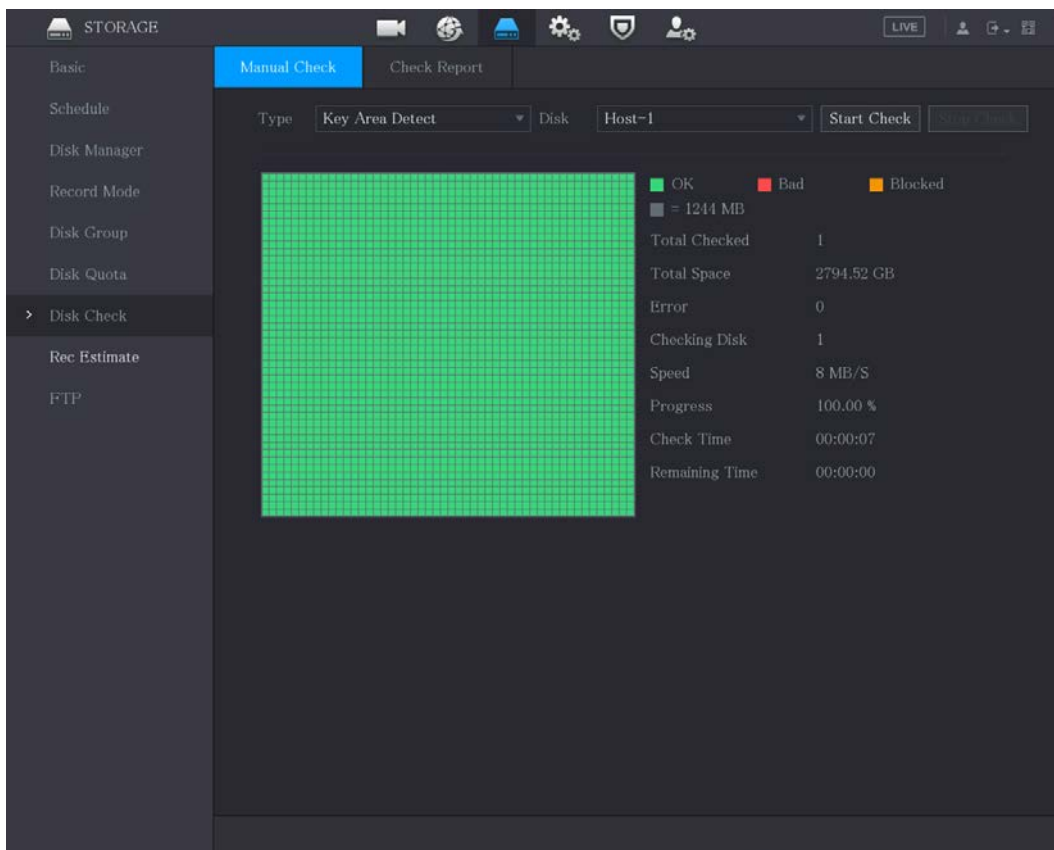 STORAGE
LIVE
Basic
Manual Check
Check Report
Schedule
Type
Key Area Detect
Disk
Host-1
Start Check
Stop Check
Disk Manager
Record Mode
OK
Bad
Blocked
= 1244 MB
Disk Group
Total Checked 1
Disk Quota
Total Space 2794.52 GB
Disk Check
Error 0
Checking Disk 1
Rec Estimate
Speed 8 MB/S
FTP
Progress 100.00 %
Check Time 00:00:07
Remaining Time 00:00:00